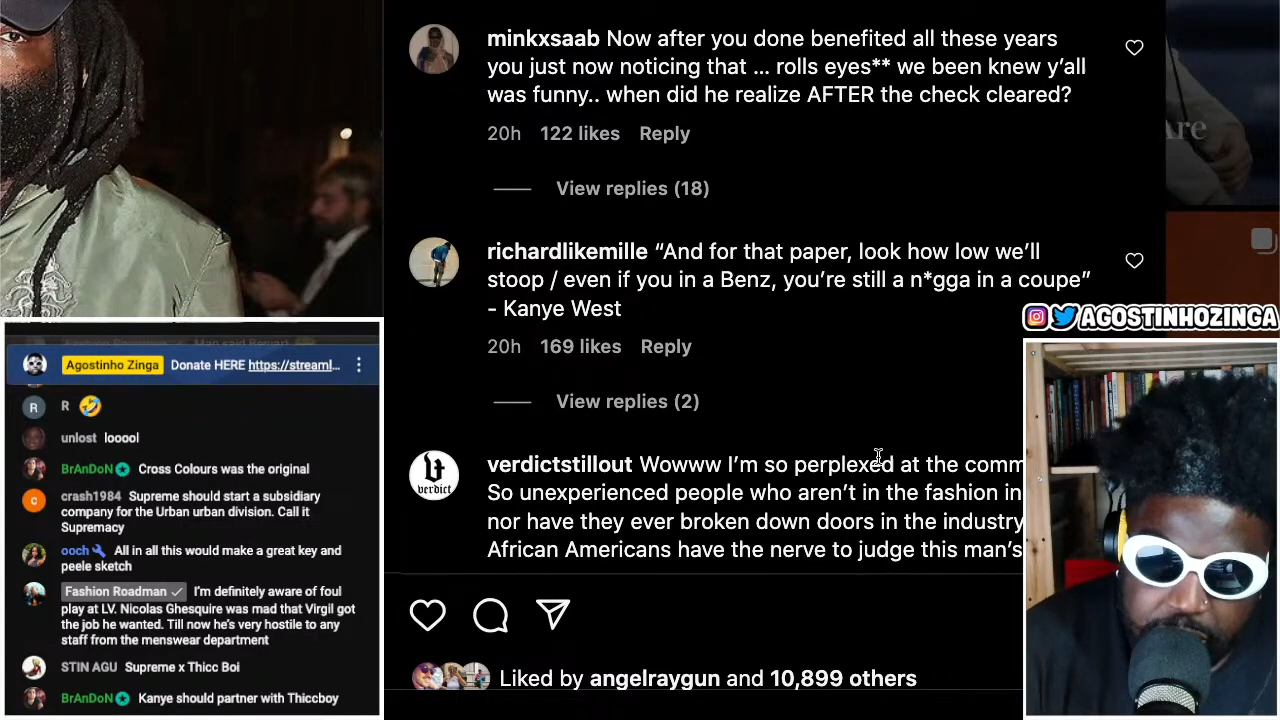 minkxsaab Now after you done benefited all these years
you just now noticing that ... rolls eyes** we been knew y'all
was funny.. when did he realize AFTER the check cleared?
20h 122 likes Reply
View replies (18)
richardlikemille “And for that paper, look how low we'll
stoop / even if you in a Benz, you're still a n*gga in a coupe”
- Kanye West
20h 169 likes Reply
View replies (2)
verdictstillout Wowww I'm so perplexed at the comm
So unexperienced people who aren't in the fashion in
nor have they ever broken down doors in the industry
African Americans have the nerve to judge this man's
verdict
Liked by angelraygun and 10,899 others
Are
AGOSTINHOZINGA
Agostinho Zinga Donate HERE https://streaml...
R
R
unlost looool
BrAnDoN Cross Colours was the original
C
crash1984 Supreme should start a subsidiary
company for the Urban urban division. Call it
Supremacy
ooch All in all this would make a great key and
peele sketch
Fashion Roadman I'm definitely aware of foul
play at LV. Nicolas Ghesquire was mad that Virgil got
the job he wanted. Till now he's very hostile to any
staff from the menswear department
STIN AGU Supreme x Thicc Boi
BrAnDoN Kanye should partner with Thiccboy